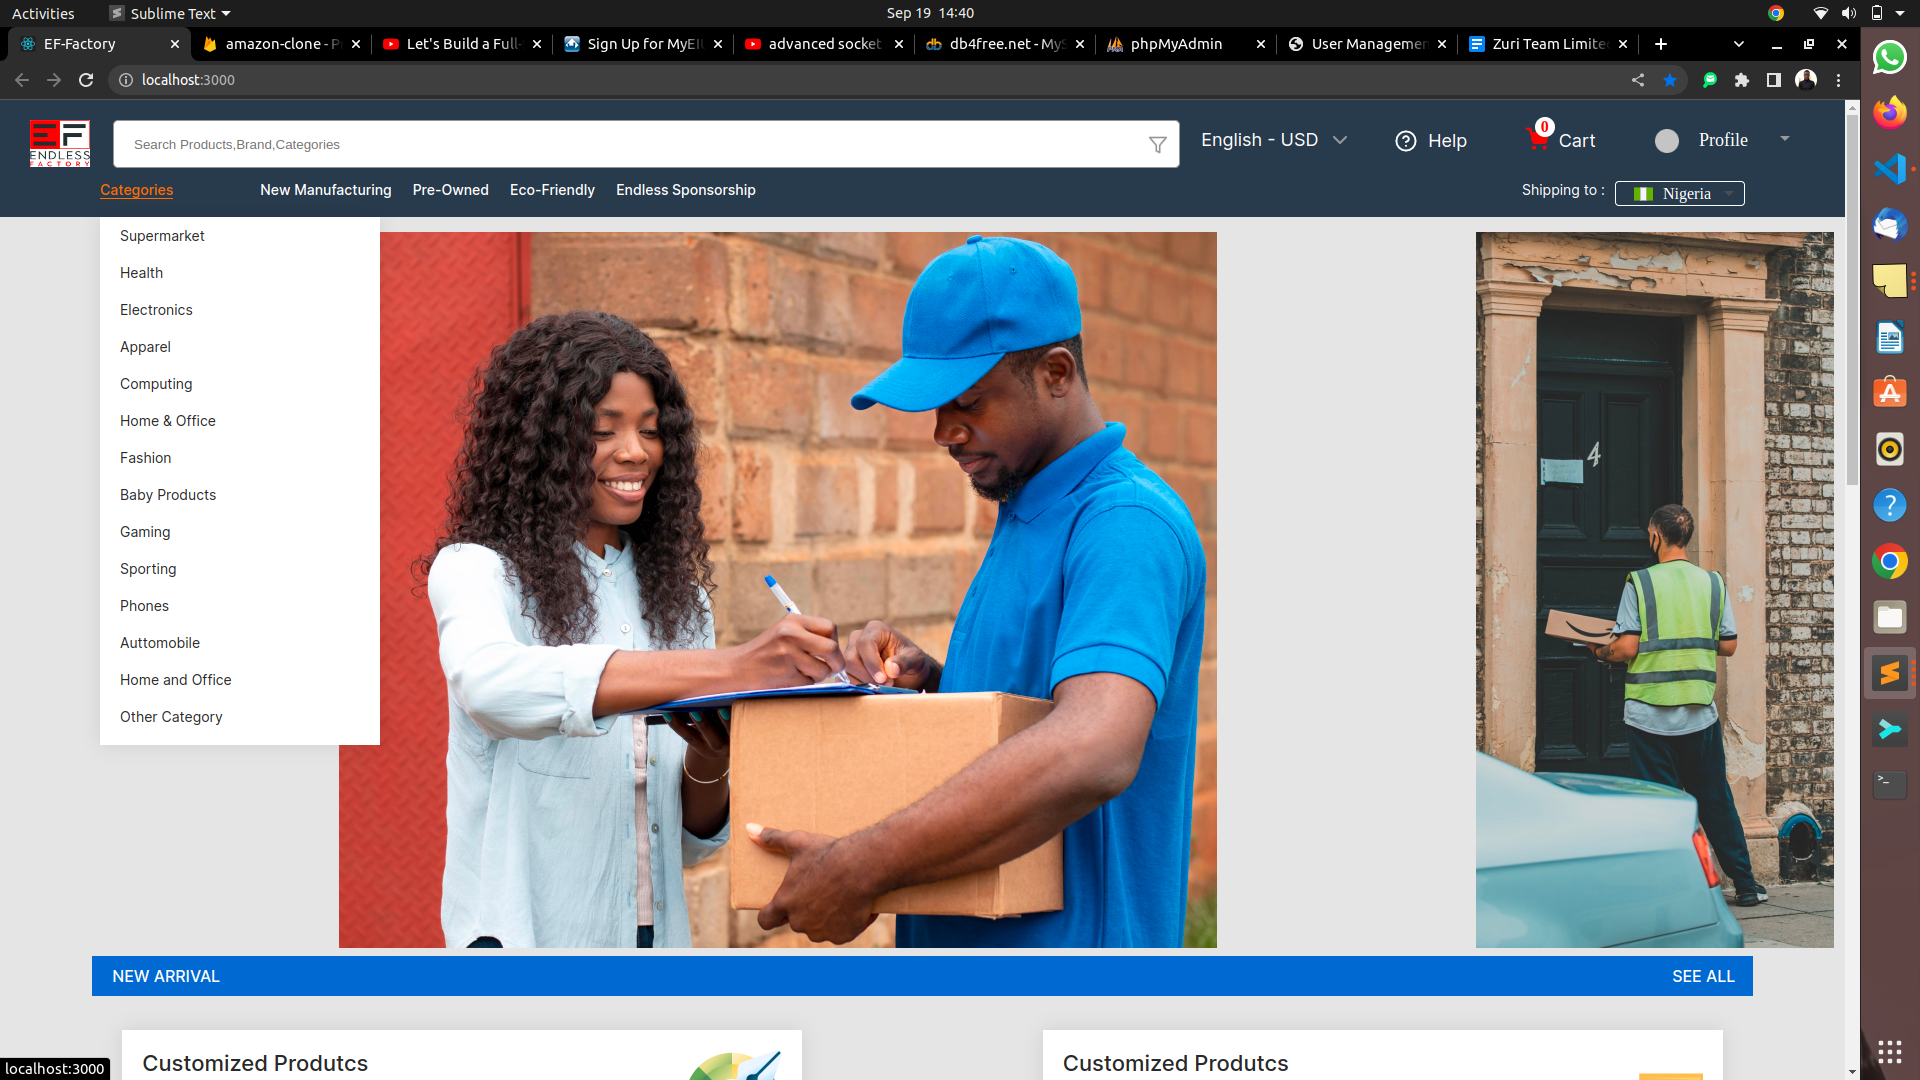 Activities
Sublime Text
Sep 19 14:40
EF-Factory
amazon-clone - P
Let's Build a Full-
Sign Up for MyEI
advanced socket
db4free.net - MyS
phpMyAdmin
User Managemen
Zuri Team Limite
localhost:3000
EF
ENDLESS
FACTORY
Search Products,Brand,Categories
English - USD
Help
0
Cart
Profile
Categories
New Manufacturing
Pre-Owned
Eco-Friendly
Endless Sponsorship
Shipping to :
Nigeria
Supermarket
Health
Electronics
Apparel
Computing
Home & Office
Fashion
Baby Products
Gaming
Sporting
Phones
Auttomobile
Home and Office
Other Category
4
NEW ARRIVAL
SEE ALL
Customized Produtcs
Customized Produtcs
localhost:3000